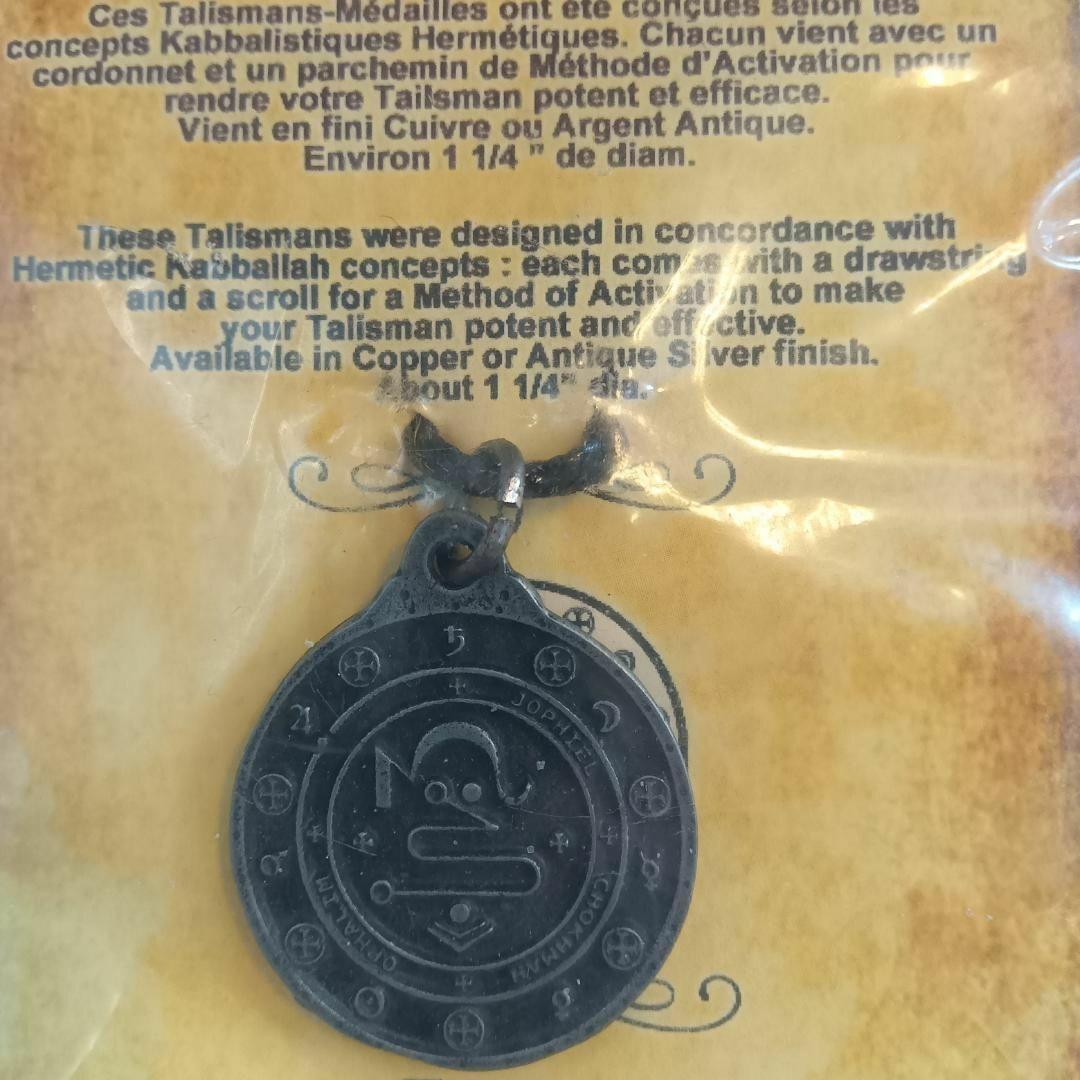 Ces Talismans-Médailles ont été conçues selon les
concepts Kabbalistiques Hermétiques. Chacun vient avec un
cordonnet et un parchemin de Méthode d'Activation pour
rendre votre Tailsman potent et efficace.
Vient en fini Cuivre ou Argent Antique.
Environ 1 1/4 " de diam.
These Talismans were designed in concordance with
Hermetic Kabballah concepts : each comes with a drawstring
and a scroll for a Method of Activation to make
your Talisman potent and effective.
Available in Copper or Antique Silver finish.
About 1 1/4" dia.
JOPHIEL
CHOKHMAH
OPHALIM